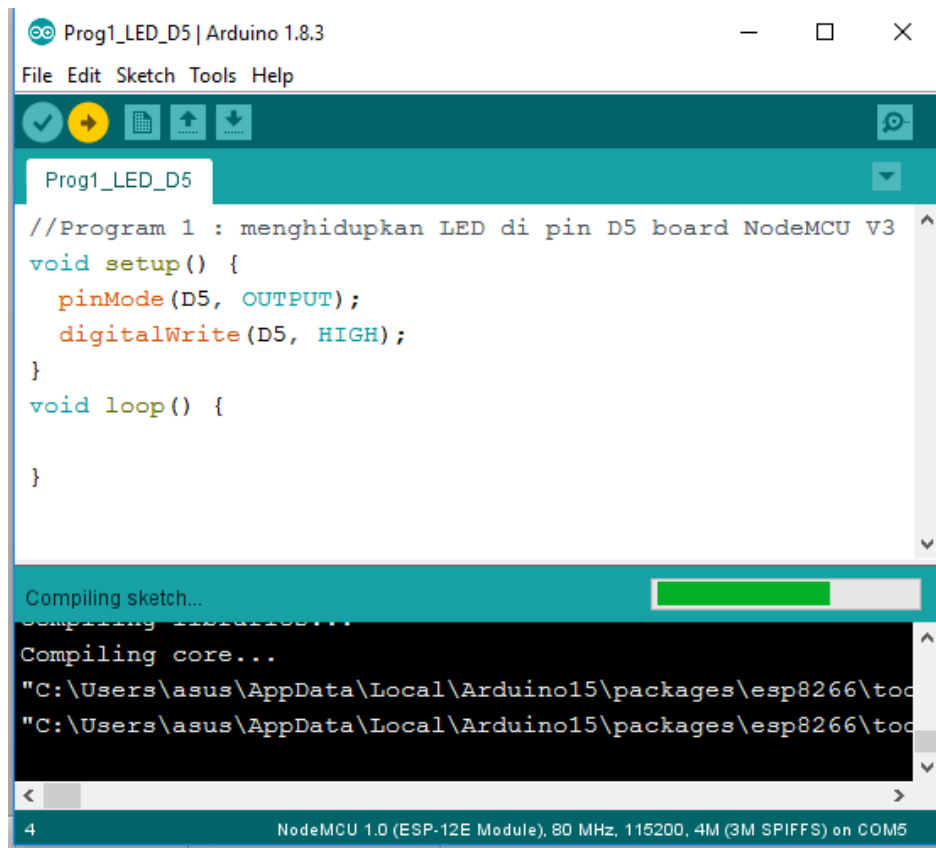 Prog1_LED_D5 | Arduino 1.8.3
File Edit Sketch Tools Help
Prog1_LED_D5
//Program 1 : menghidupkan LED di pin D5 board NodeMCU V3
void setup() {
  pinMode(D5, OUTPUT);
  digitalWrite(D5, HIGH);
}
void loop() {
}
Compiling sketch...
Compiling libraries...
Compiling core...
"C:\Users\asus\AppData\Local\Arduino15\packages\esp8266\too
"C:\Users\asus\AppData\Local\Arduino15\packages\esp8266\too
4 NodeMCU 1.0 (ESP-12E Module), 80 MHz, 115200, 4M (3M SPIFFS) on COM5